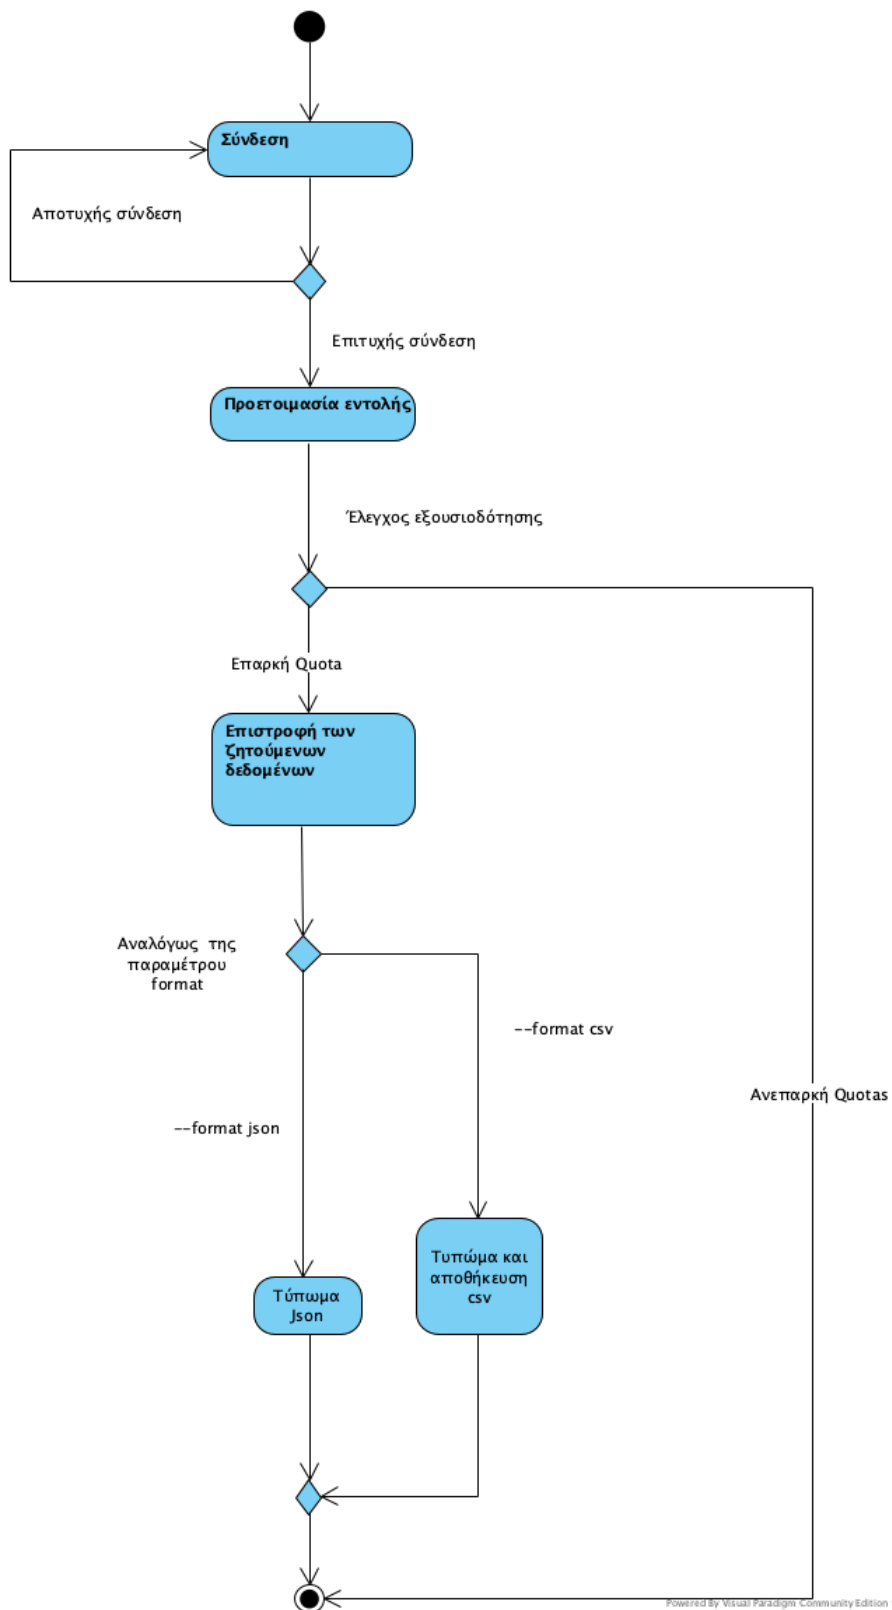 Σύνδεση
Αποτυχής σύνδεση
Επιτυχής σύνδεση
Προετοιμασία εντολής
Έλεγχος εξουσιοδότησης
Επαρκή Quota
Επιστροφή των
ζητούμενων
δεδομένων
Αναλόγως της
παραμέτρου
format
--format csv
Ανεπαρκή Quotas
--format json
Τυπώμα και
αποθήκευση
csv
Τύπωμα
Json
Powered By Visual Paradigm Community Edition